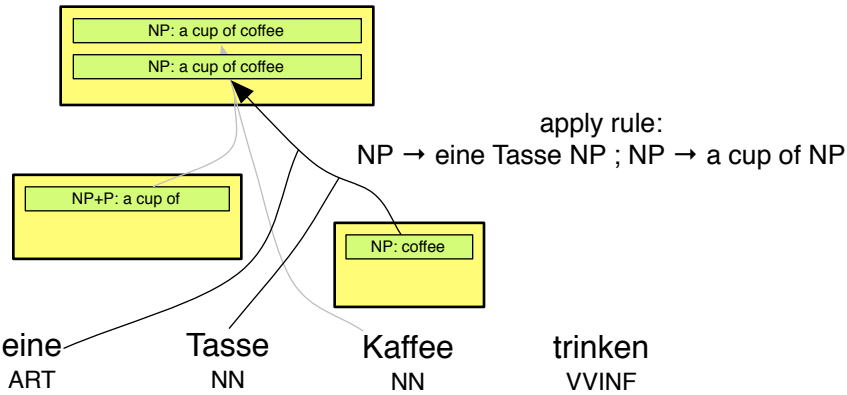 NP: a cup of coffee
NP: a cup of coffee
apply rule:
NP → eine Tasse NP ; NP → a cup of NP
NP+P: a cup of
NP: coffee
eine Tasse Kaffee trinken
ART NN NN VVINF